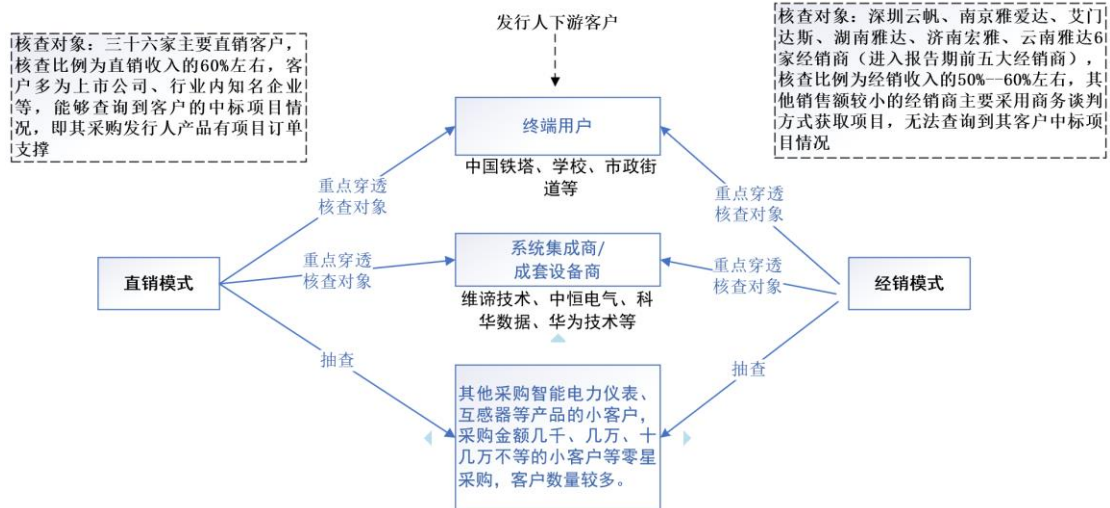 发行人下游客户
核查对象：三十六家主要直销客户，
核查比例为直销收入的60%左右，客
户多为上市公司、行业内知名企业
等，能够查询到客户的中标项目情
况，即其采购发行人产品有项目订单
支撑
核查对象：深圳云帆、南京雅爱达、艾门
达斯、湖南雅达、济南宏雅、云南雅达6
家经销商（进入报告期前五大经销商），
核查比例为经销收入的50%--60%左右，其
他销售额较小的经销商主要采用商务谈判
方式获取项目，无法查询到其客户中标项
目情况
终端用户
中国铁塔、学校、市政街
道等
重点穿透
核查对象
重点穿透
核查对象
系统集成商/
成套设备商
重点穿透
核查对象
重点穿透
核查对象
直销模式
经销模式
维谛技术、中恒电气、科
华数据、华为技术等
抽查
抽查
其他采购智能电力仪表、
互感器等产品的小客户，
采购金额几千、几万、十
几万不等的小客户等零星
采购，客户数量较多。